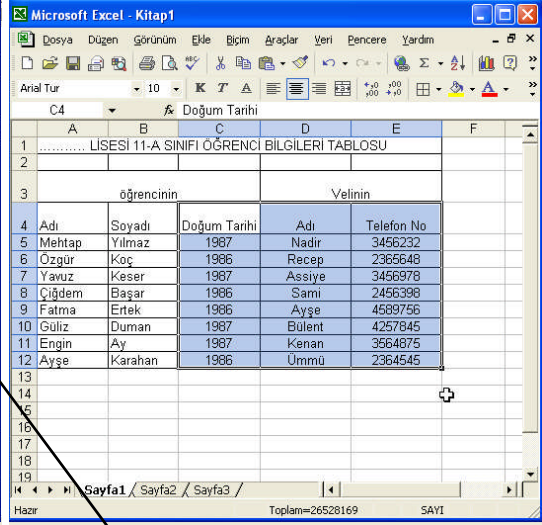 Microsoft Excel - Kitap1
Dosya Düzen Görünüm Ekle Biçim Araçlar Veri Pencere Yardım
Arial Tur 10 K T A
C4 fx Doğum Tarihi
A B C D E F
1 ........... LİSESİ 11-A SINIFI ÖĞRENCİ BİLGİLERİ TABLOSU
2
3 öğrencinin Velinin
4 Adı Soyadı Doğum Tarihi Adı Telefon No
5 Mehtap Yılmaz 1987 Nadir 3456232
6 Özgür Koç 1986 Recep 2365648
7 Yavuz Keser 1987 Assiye 3456978
8 Çiğdem Başar 1986 Sami 2456398
9 Fatma Ertek 1986 Ayşe 4589756
10 Güliz Duman 1987 Bülent 4257845
11 Engin Ay 1987 Kenan 3564875
12 Ayşe Karahan 1986 Ümmü 2364545
13
14
15
16
17
18
19
Sayfa1 / Sayfa2 / Sayfa3 /
Hazır Toplam=26528169 SAYI